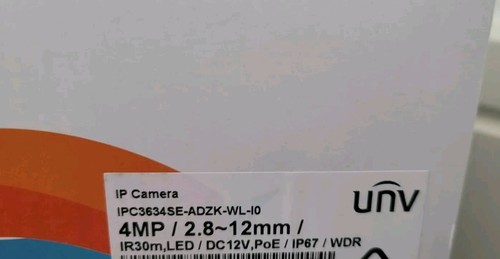 IP Camera
unv
IPC3634SE-ADZK-WL-I0
4MP / 2.8~12mm /
IR30m,LED / DC12V,PoE / IP67 / WDR